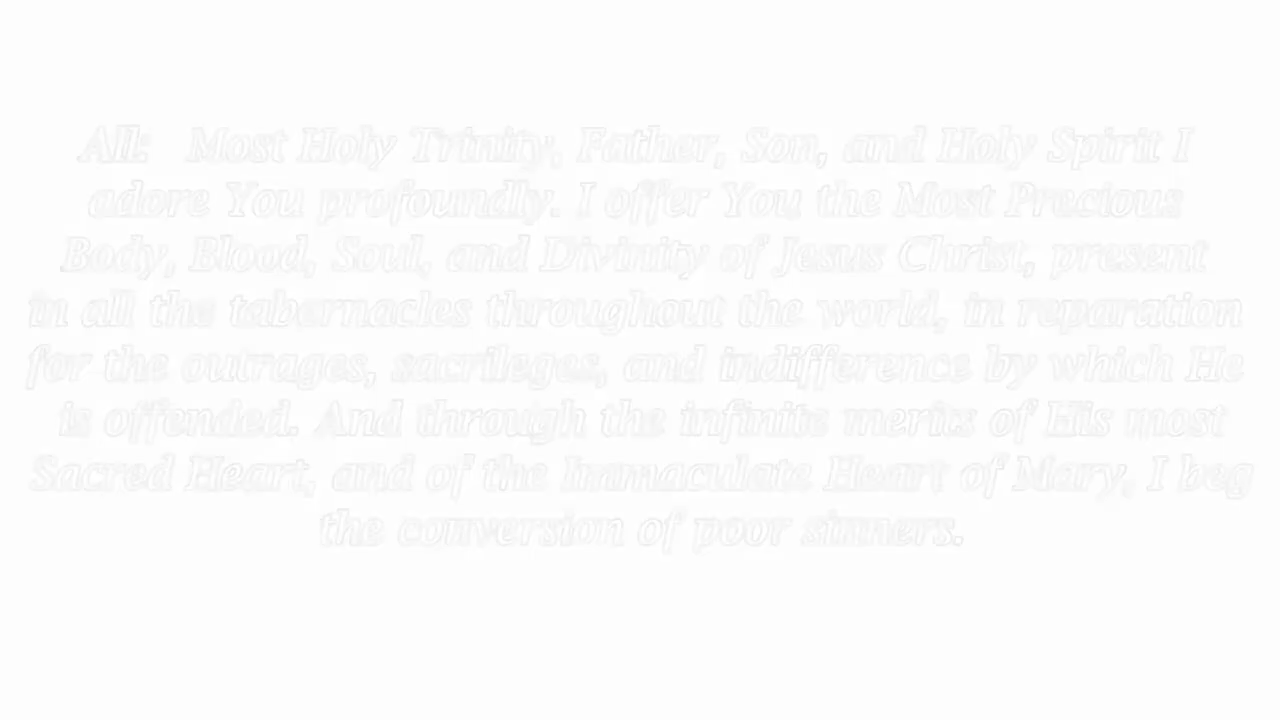 All: Most Holy Trinity, Father, Son, and Holy Spirit I
adore You profoundly. I offer You the Most Precious
Body, Blood, Soul, and Divinity of Jesus Christ, present
in all the tabernacles throughout the world, in reparation
for the outrages, sacrileges, and indifference by which He
is offended. And through the infinite merits of His most
Sacred Heart, and of the Immaculate Heart of Mary, I beg
the conversion of poor sinners.